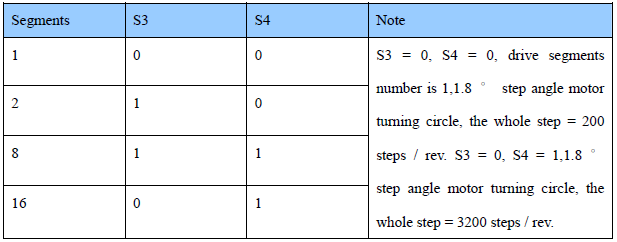 Segments S3 S4 Note
1 0 0
2 1 0
8 1 1
16 0 1
S3 = 0, S4 = 0, drive segments
number is 1,1.8 ° step angle motor
turning circle, the whole step = 200
steps / rev. S3 = 0, S4 = 1,1.8 °
step angle motor turning circle, the
whole step = 3200 steps / rev.